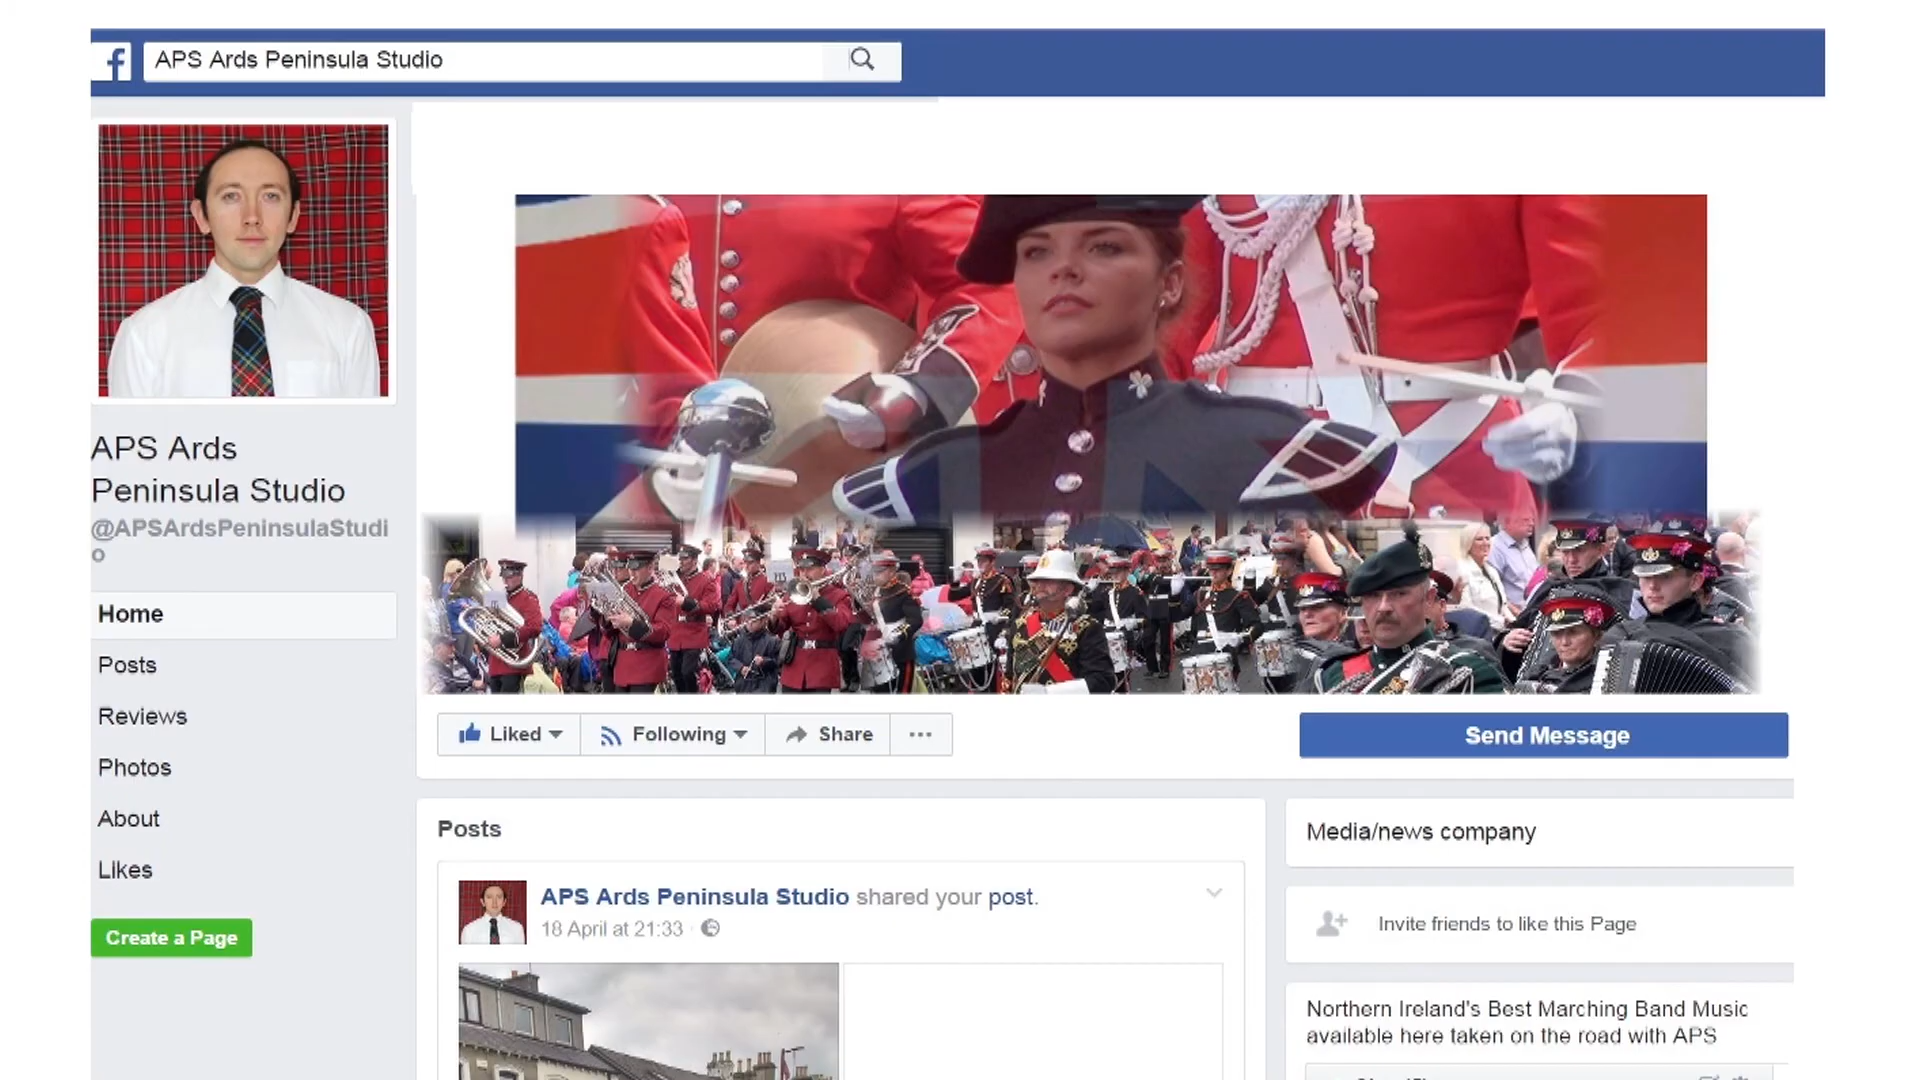 APS Ards Peninsula Studio
APS Ards
Peninsula Studio
@APSArdsPeninsulaStudi
o
Home
Posts
Reviews
Photos
About
Likes
Create a Page
Liked
Following
Share
Send Message
Posts
APS Ards Peninsula Studio shared your post.
18 April at 21:33
Media/news company
Invite friends to like this Page
Northern Ireland's Best Marching Band Music
available here taken on the road with APS